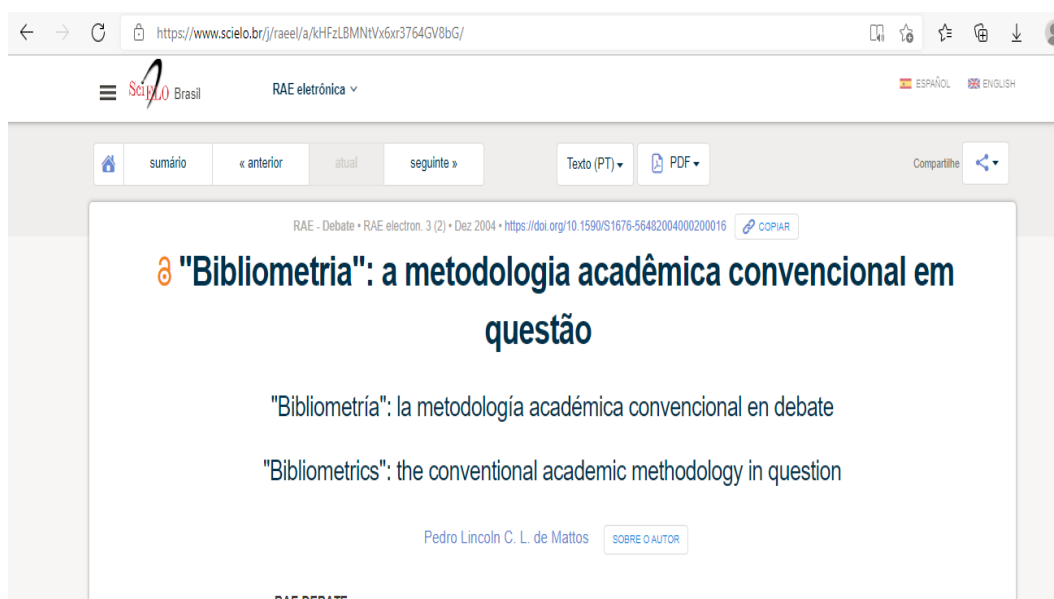 https://www.scielo.br/j/raeel/a/kHFzLBMNtVx6xr3764GV8bG/
SciELO Brasil
RAE eletrônica
ESPAÑOL ENGLISH
sumário « anterior atual seguinte » Texto (PT) PDF Compartilhe
RAE - Debate • RAE electron. 3 (2) • Dez 2004 • https://doi.org/10.1590/S1676-56482004000200016 COPIAR
"Bibliometria": a metodologia acadêmica convencional em
questão
"Bibliometría": la metodología académica convencional en debate
"Bibliometrics": the conventional academic methodology in question
Pedro Lincoln C. L. de Mattos SOBRE O AUTOR
RAE DEBATE